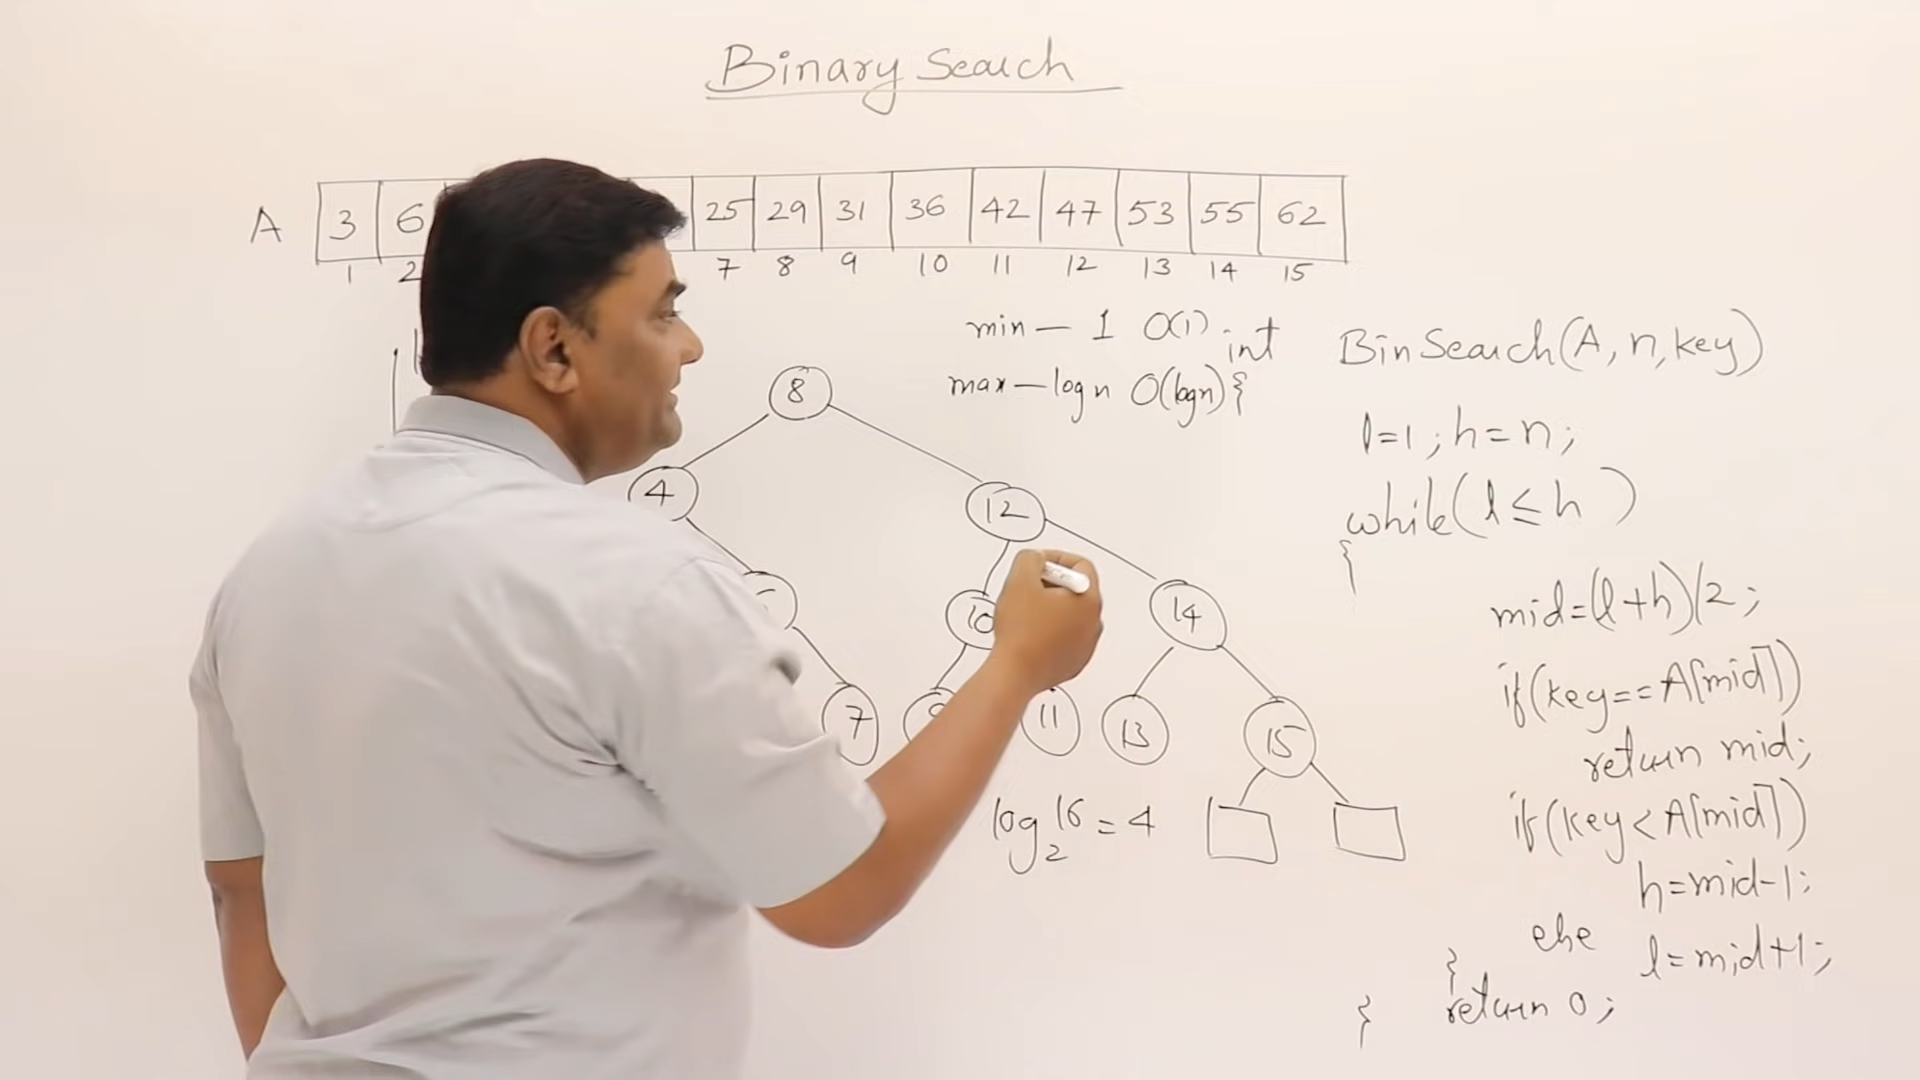 Binary Search
A 3 6 25 29 31 36 42 47 53 55 62
1 2 7 8 9 10 11 12 13 14 15
min — 1 O(1)
max — log n O(log n)
int BinSearch(A, n, key)
{
l=1; h=n;
while(l≤h )
{
mid=(l+h)/2;
if(key==A[mid])
return mid;
if(key<A[mid])
h=mid-1;
else l=mid+1;
}
return 0;
}
8
4 12
10 14
7 9 11 13 15
log₂16=4